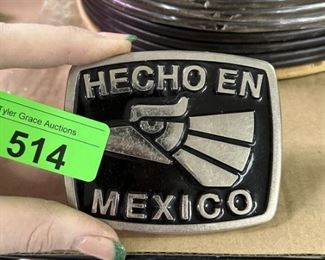 HECHO EN
Tyler Grace Auctions
514
MEXICO